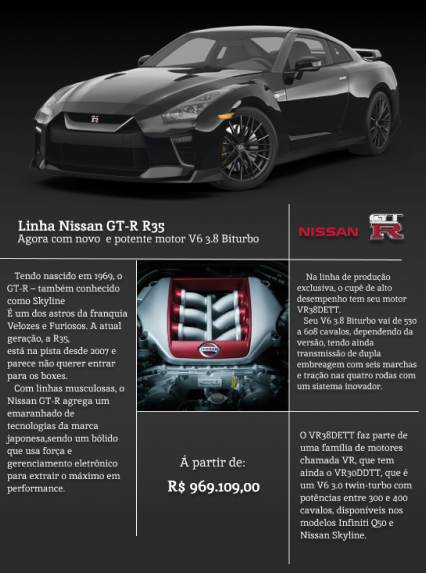 Linha Nissan GT-R R35
Agora com novo e potente motor V6 3.8 Biturbo
NISSAN
GT
R
Tendo nascido em 1969, o
GT-R – também conhecido
como Skyline
É um dos astros da franquia
Velozes e Furiosos. A atual
geração, a R35,
está na pista desde 2007 e
parece não querer entrar
para os boxes.
Com linhas musculosas, o
Nissan GT-R agrega um
emaranhado de
tecnologias da marca
japonesa,sendo um bólido
que usa força e
gerenciamento eletrônico
para extrair o máximo em
performance.
NISSAN
À partir de:
R$ 969.109,00
Na linha de produção
exclusiva, o cupê de alto
desempenho tem seu motor
VR38DETT.
Seu V6 3.8 Biturbo vai de 530
a 608 cavalos, dependendo da
versão, tendo ainda
transmissão de dupla
embreagem com seis marchas
e tração nas quatro rodas com
um sistema inovador.
O VR38DETT faz parte de
uma família de motores
chamada VR, que tem
ainda o VR30DDTT, que é
um V6 3.0 twin-turbo com
potências entre 300 e 400
cavalos, disponíveis nos
modelos Infiniti Q50 e
Nissan Skyline.